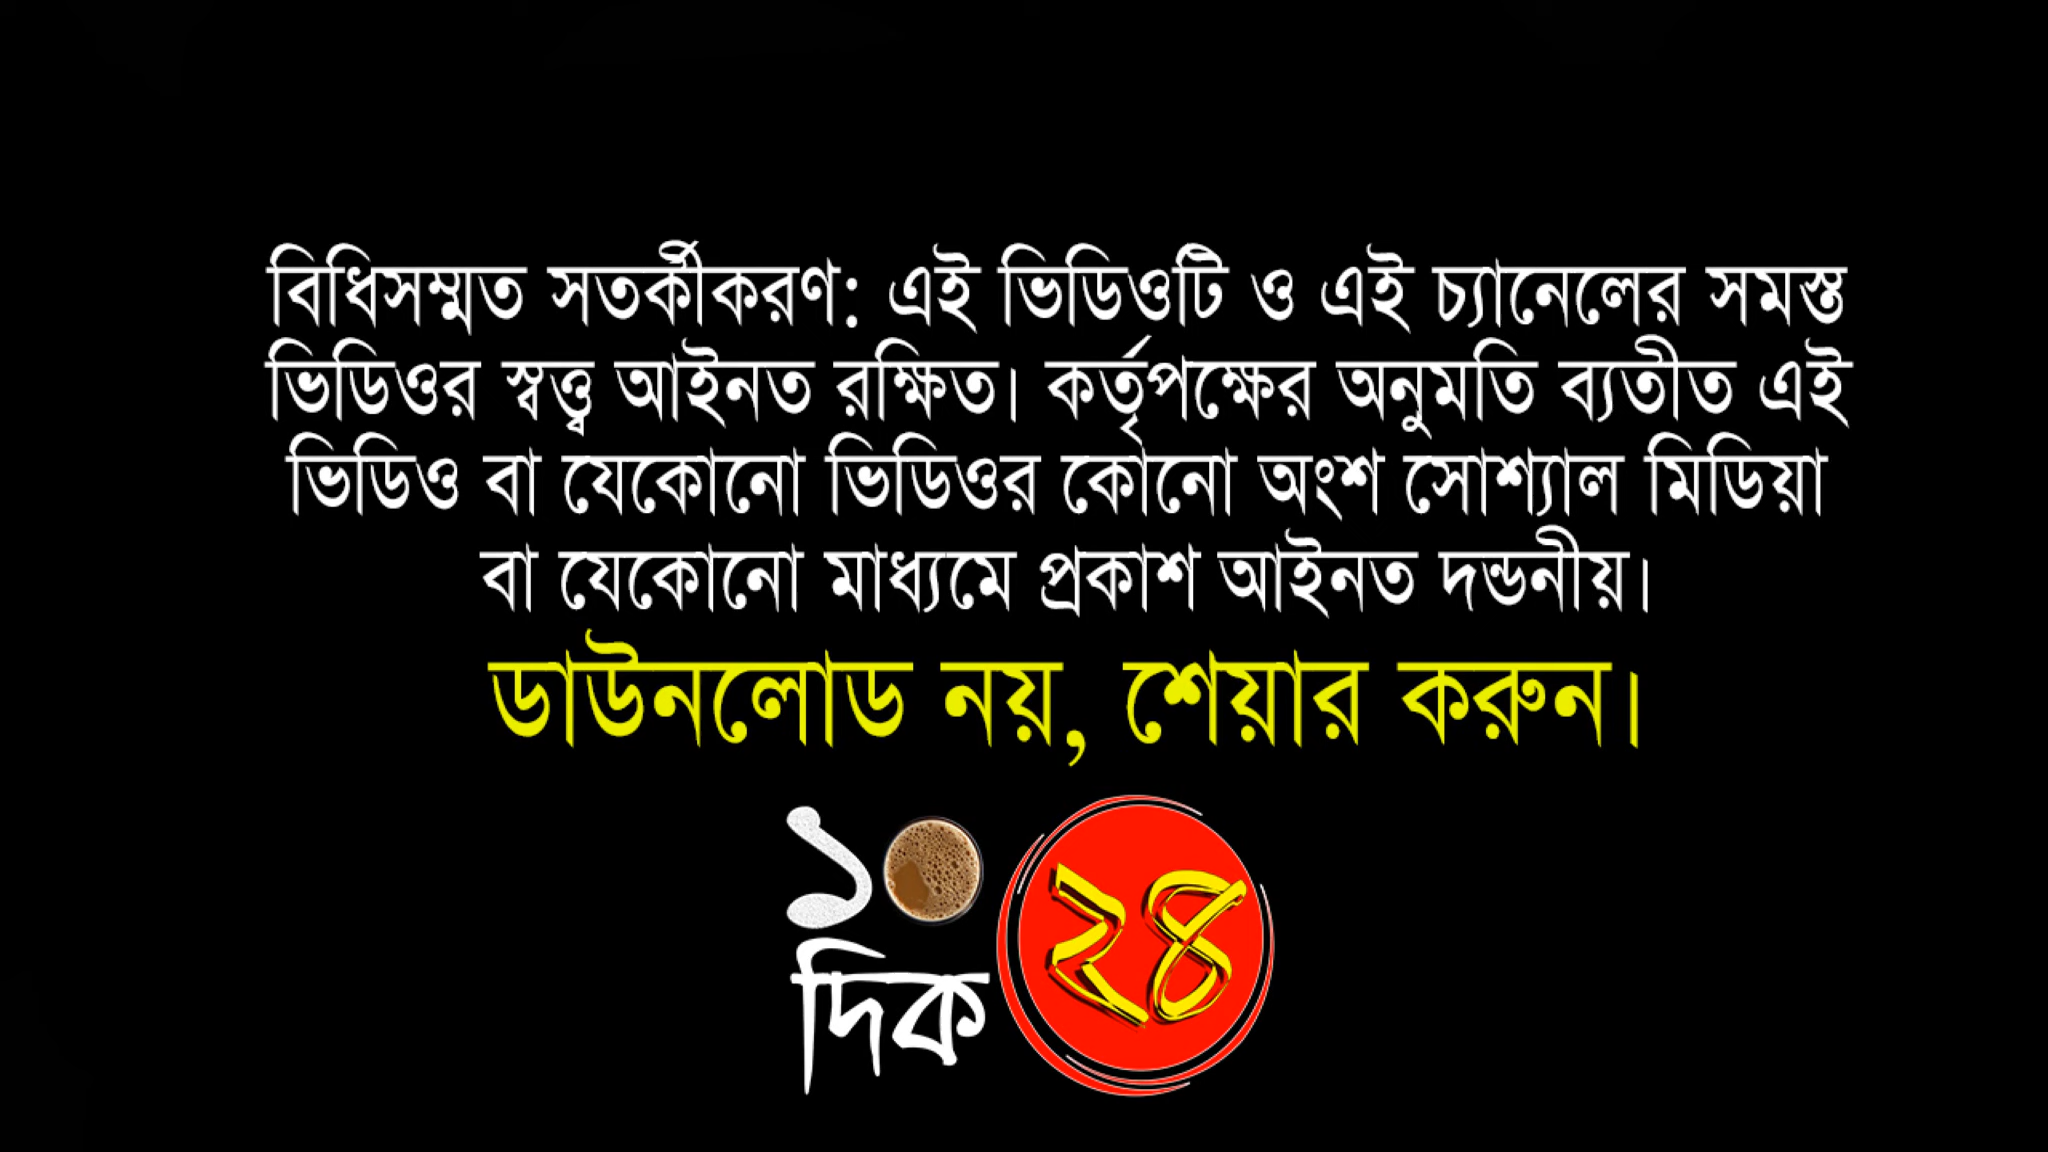 বিধিসম্মত সতর্কীকরণ: এই ভিডিওটি ও এই চ্যানেলের সমস্ত
ভিডিওর স্বত্ত্ব আইনত রক্ষিত। কর্তৃপক্ষের অনুমতি ব্যতীত এই
ভিডিও বা যেকোনো ভিডিওর কোনো অংশ সোশ্যাল মিডিয়া
বা যেকোনো মাধ্যমে প্রকাশ আইনত দন্ডনীয়।
ডাউনলোড নয়, শেয়ার করুন।
১০
দিক
২৪